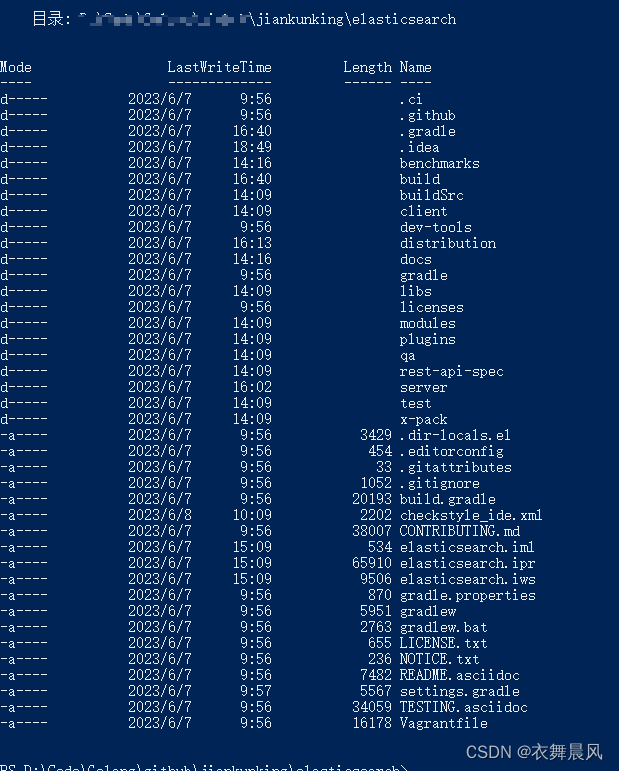 目录: \jiankunking\elasticsearch
Mode LastWriteTime Length Name
---- ------------- ------ ----
d----- 2023/6/7 9:56 .ci
d----- 2023/6/7 9:56 .github
d----- 2023/6/7 16:40 .gradle
d----- 2023/6/7 18:49 .idea
d----- 2023/6/7 14:16 benchmarks
d----- 2023/6/7 16:40 build
d----- 2023/6/7 14:09 buildSrc
d----- 2023/6/7 14:09 client
d----- 2023/6/7 9:56 dev-tools
d----- 2023/6/7 16:13 distribution
d----- 2023/6/7 14:16 docs
d----- 2023/6/7 9:56 gradle
d----- 2023/6/7 14:09 libs
d----- 2023/6/7 9:56 licenses
d----- 2023/6/7 14:09 modules
d----- 2023/6/7 14:09 plugins
d----- 2023/6/7 14:09 qa
d----- 2023/6/7 14:09 rest-api-spec
d----- 2023/6/7 16:02 server
d----- 2023/6/7 14:09 test
d----- 2023/6/7 14:09 x-pack
-a---- 2023/6/7 9:56 3429 .dir-locals.el
-a---- 2023/6/7 9:56 454 .editorconfig
-a---- 2023/6/7 9:56 33 .gitattributes
-a---- 2023/6/7 9:56 1052 .gitignore
-a---- 2023/6/7 9:56 20193 build.gradle
-a---- 2023/6/8 10:09 2202 checkstyle_ide.xml
-a---- 2023/6/7 9:56 38007 CONTRIBUTING.md
-a---- 2023/6/7 15:09 534 elasticsearch.iml
-a---- 2023/6/7 15:09 65910 elasticsearch.ipr
-a---- 2023/6/7 15:09 9506 elasticsearch.iws
-a---- 2023/6/7 9:56 870 gradle.properties
-a---- 2023/6/7 9:56 5951 gradlew
-a---- 2023/6/7 9:56 2763 gradlew.bat
-a---- 2023/6/7 9:56 655 LICENSE.txt
-a---- 2023/6/7 9:56 236 NOTICE.txt
-a---- 2023/6/7 9:56 7482 README.asciidoc
-a---- 2023/6/7 9:57 5567 settings.gradle
-a---- 2023/6/7 9:56 34059 TESTING.asciidoc
-a---- 2023/6/7 9:56 16178 Vagrantfile
CSDN @衣舞晨风
PS D:\Code\Golang\github\jiankunking\elasticsearch>